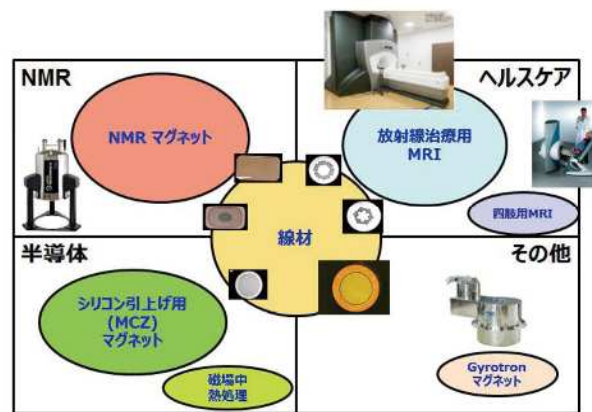 NMR
ヘルスケア
NMR マグネット
放射線治療用
MRI
四肢用MRI
線材
半導体
その他
シリコン引上げ用
(MCZ)
マグネット
磁場中
熱処理
Gyrotron
マグネット